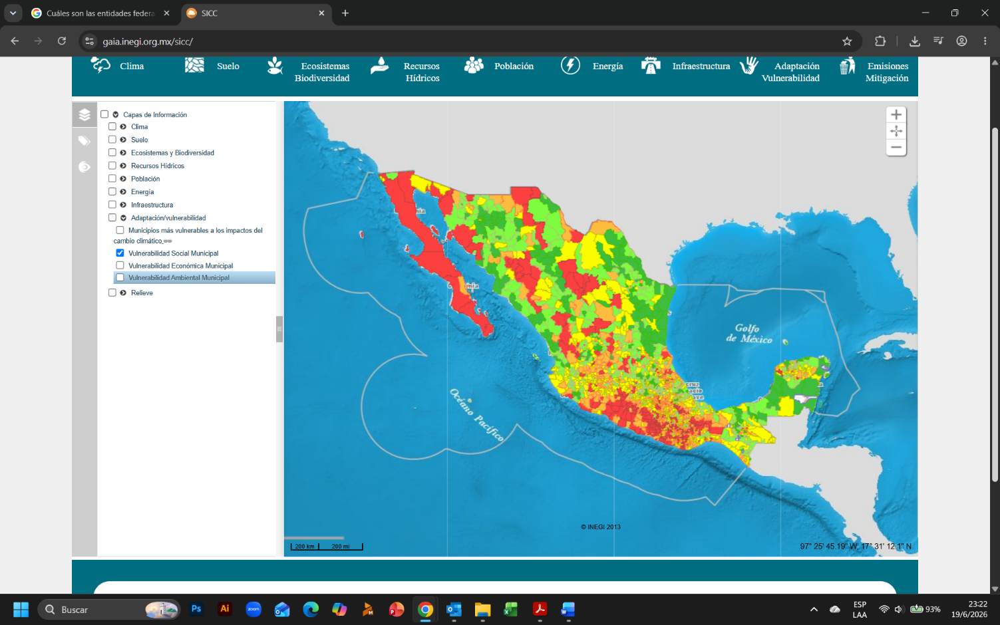 Cuáles son las entidades federa
SICC
gaia.inegi.org.mx/sicc/
Clima
Suelo
Ecosistemas
Biodiversidad
Recursos
Hídricos
Población
Energía
Infraestructura
Adaptación
Vulnerabilidad
Emisiones
Mitigación
Capas de Información
Clima
Suelo
Ecosistemas y Biodiversidad
Recursos Hídricos
Población
Energía
Infraestructura
Adaptación/vulnerabilidad
Municipios más vulnerables a los impactos del
cambio climático
Vulnerabilidad Social Municipal
Vulnerabilidad Económica Municipal
Vulnerabilidad Ambiental Municipal
Relieve
Golfo
de México
Océano Pacífico
© INEGI 2013
200 km
200 mi
97° 25' 45.19" W, 17° 31' 12.1" N
Buscar
Ps
Ai
zoom
93%
ESP
LAA
23:22
19/6/2026